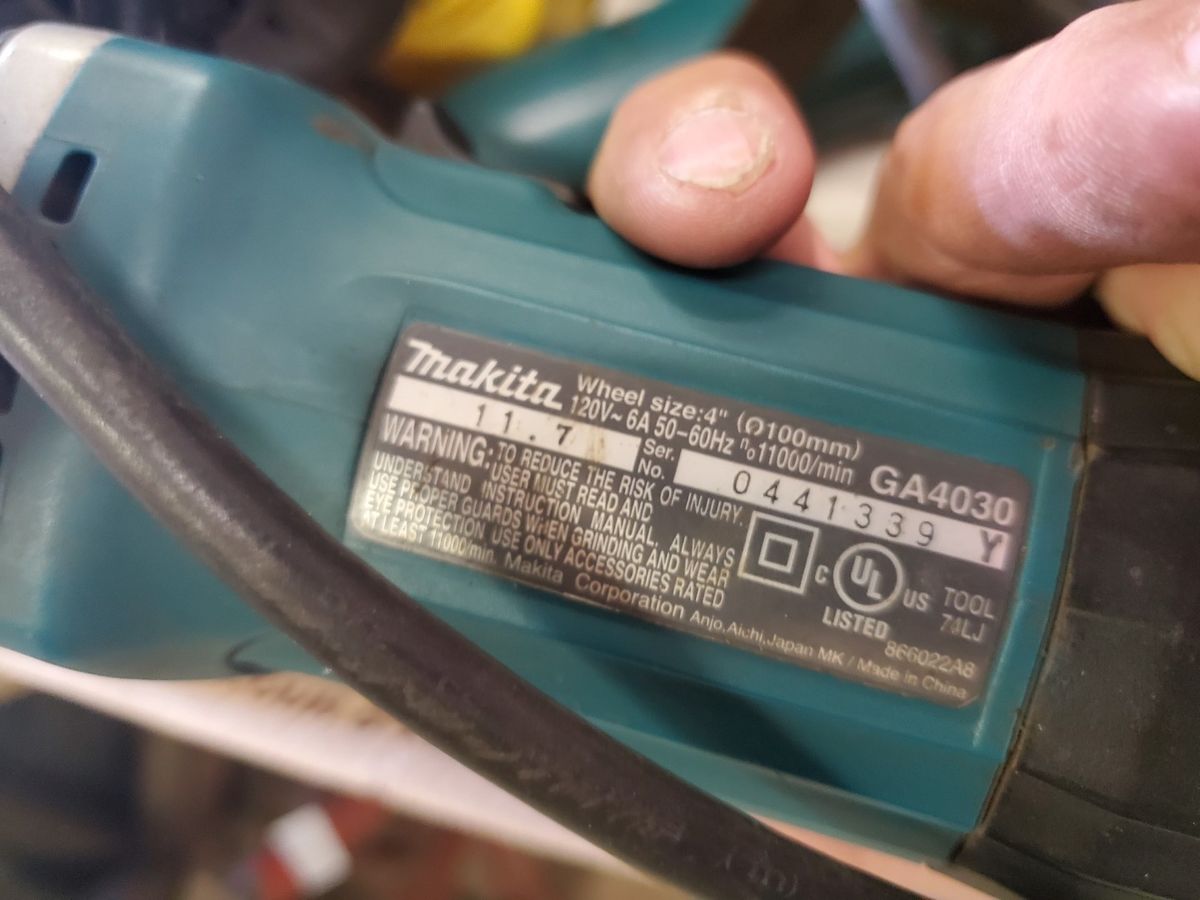 makita
Wheel size:4" (Ø100mm)
120V~ 6A 50–60Hz n₀11000/min
GA4030
11.7
Ser. No. 0441339 Y
WARNING: TO REDUCE THE RISK OF INJURY,
USER MUST READ AND
UNDERSTAND INSTRUCTION MANUAL. ALWAYS
USE PROPER GUARDS WHEN GRINDING AND WEAR
EYE PROTECTION. USE ONLY ACCESSORIES RATED
AT LEAST 11000/min.
Makita Corporation Anjo,Aichi,Japan MK / Made in China
C UL US
LISTED
TOOL
74LJ
866022A8